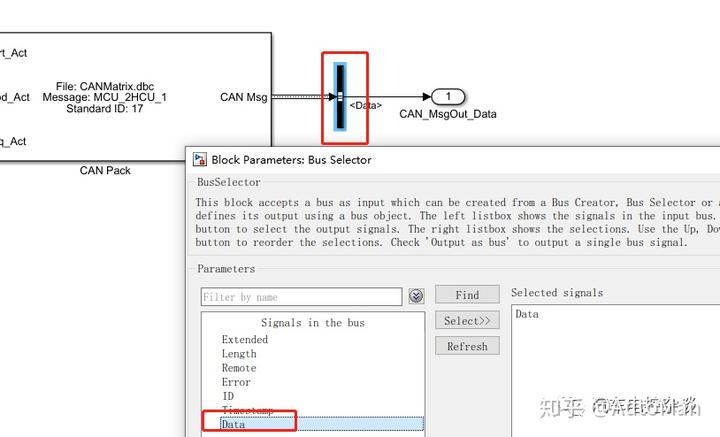 rt_Act
od_Act
q_Act
File: CANMatrix.dbc
Message: MCU_2HCU_1
Standard ID: 17
CAN Msg
CAN Pack
<Data>
1
CAN_MsgOut_Data
Block Parameters: Bus Selector
BusSelector
This block accepts a bus as input which can be created from a Bus Creator, Bus Selector or a
defines its output using a bus object. The left listbox shows the signals in the input bus.
button to select the output signals. The right listbox shows the selections. Use the Up, Dow
button to reorder the selections. Check 'Output as bus' to output a single bus signal.
Parameters
Filter by name
Find
Select>>
Refresh
Signals in the bus
Extended
Length
Remote
Error
ID
Timestamp
Data
Selected signals
Data
知乎